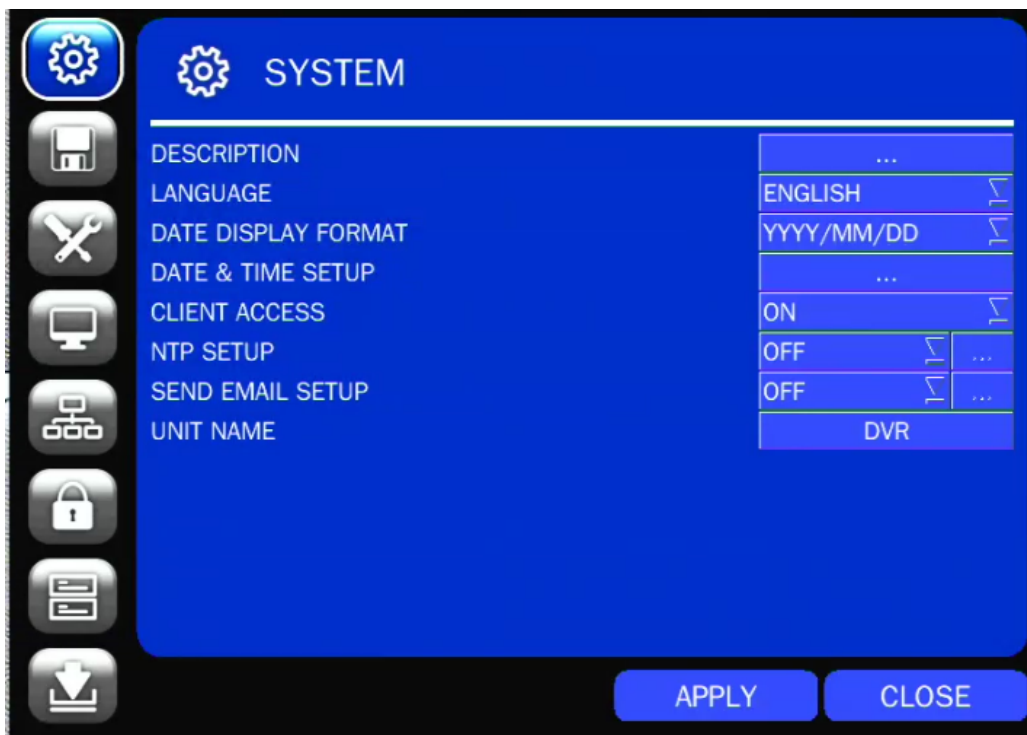 SYSTEM
DESCRIPTION ...
LANGUAGE ENGLISH
DATE DISPLAY FORMAT YYYY/MM/DD
DATE & TIME SETUP ...
CLIENT ACCESS ON
NTP SETUP OFF ...
SEND EMAIL SETUP OFF ...
UNIT NAME DVR
APPLY CLOSE